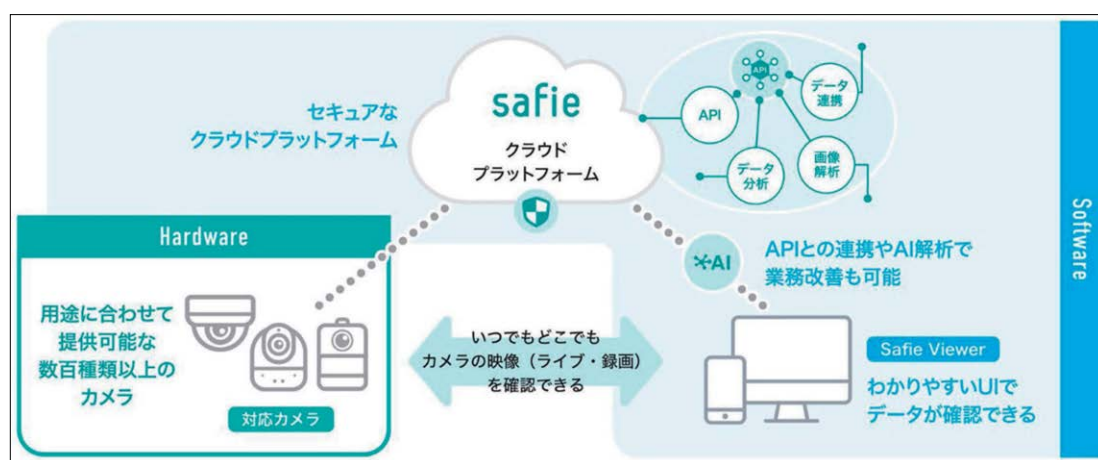 セキュアな
クラウドプラットフォーム
safie
クラウド
プラットフォーム
API
API
データ
連携
データ
分析
画像
解析
Hardware
用途に合わせて
提供可能な
数百種類以上の
カメラ
対応カメラ
いつでもどこでも
カメラの映像（ライブ・録画）
を確認できる
AI
APIとの連携やAI解析で
業務改善も可能
Safie Viewer
わかりやすいUIで
データが確認できる
Software